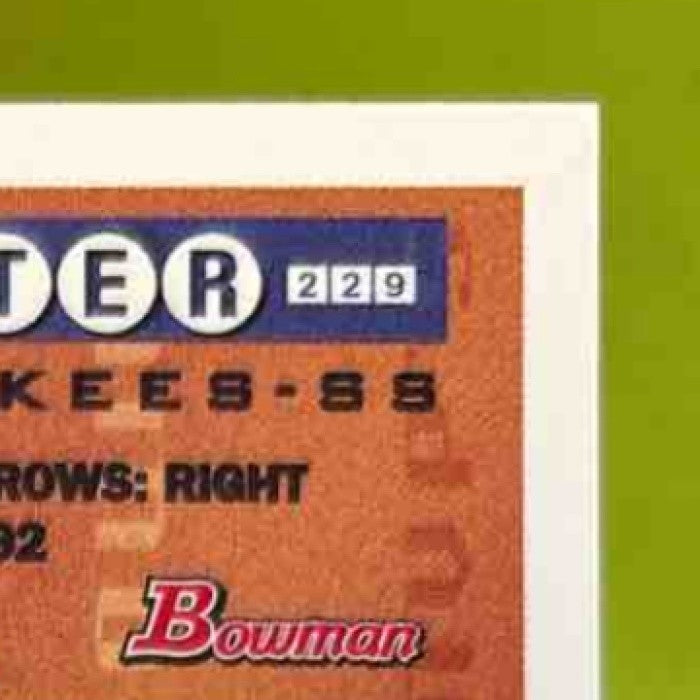 TER 229
KEES-SS
ROWS: RIGHT
92
Bowman